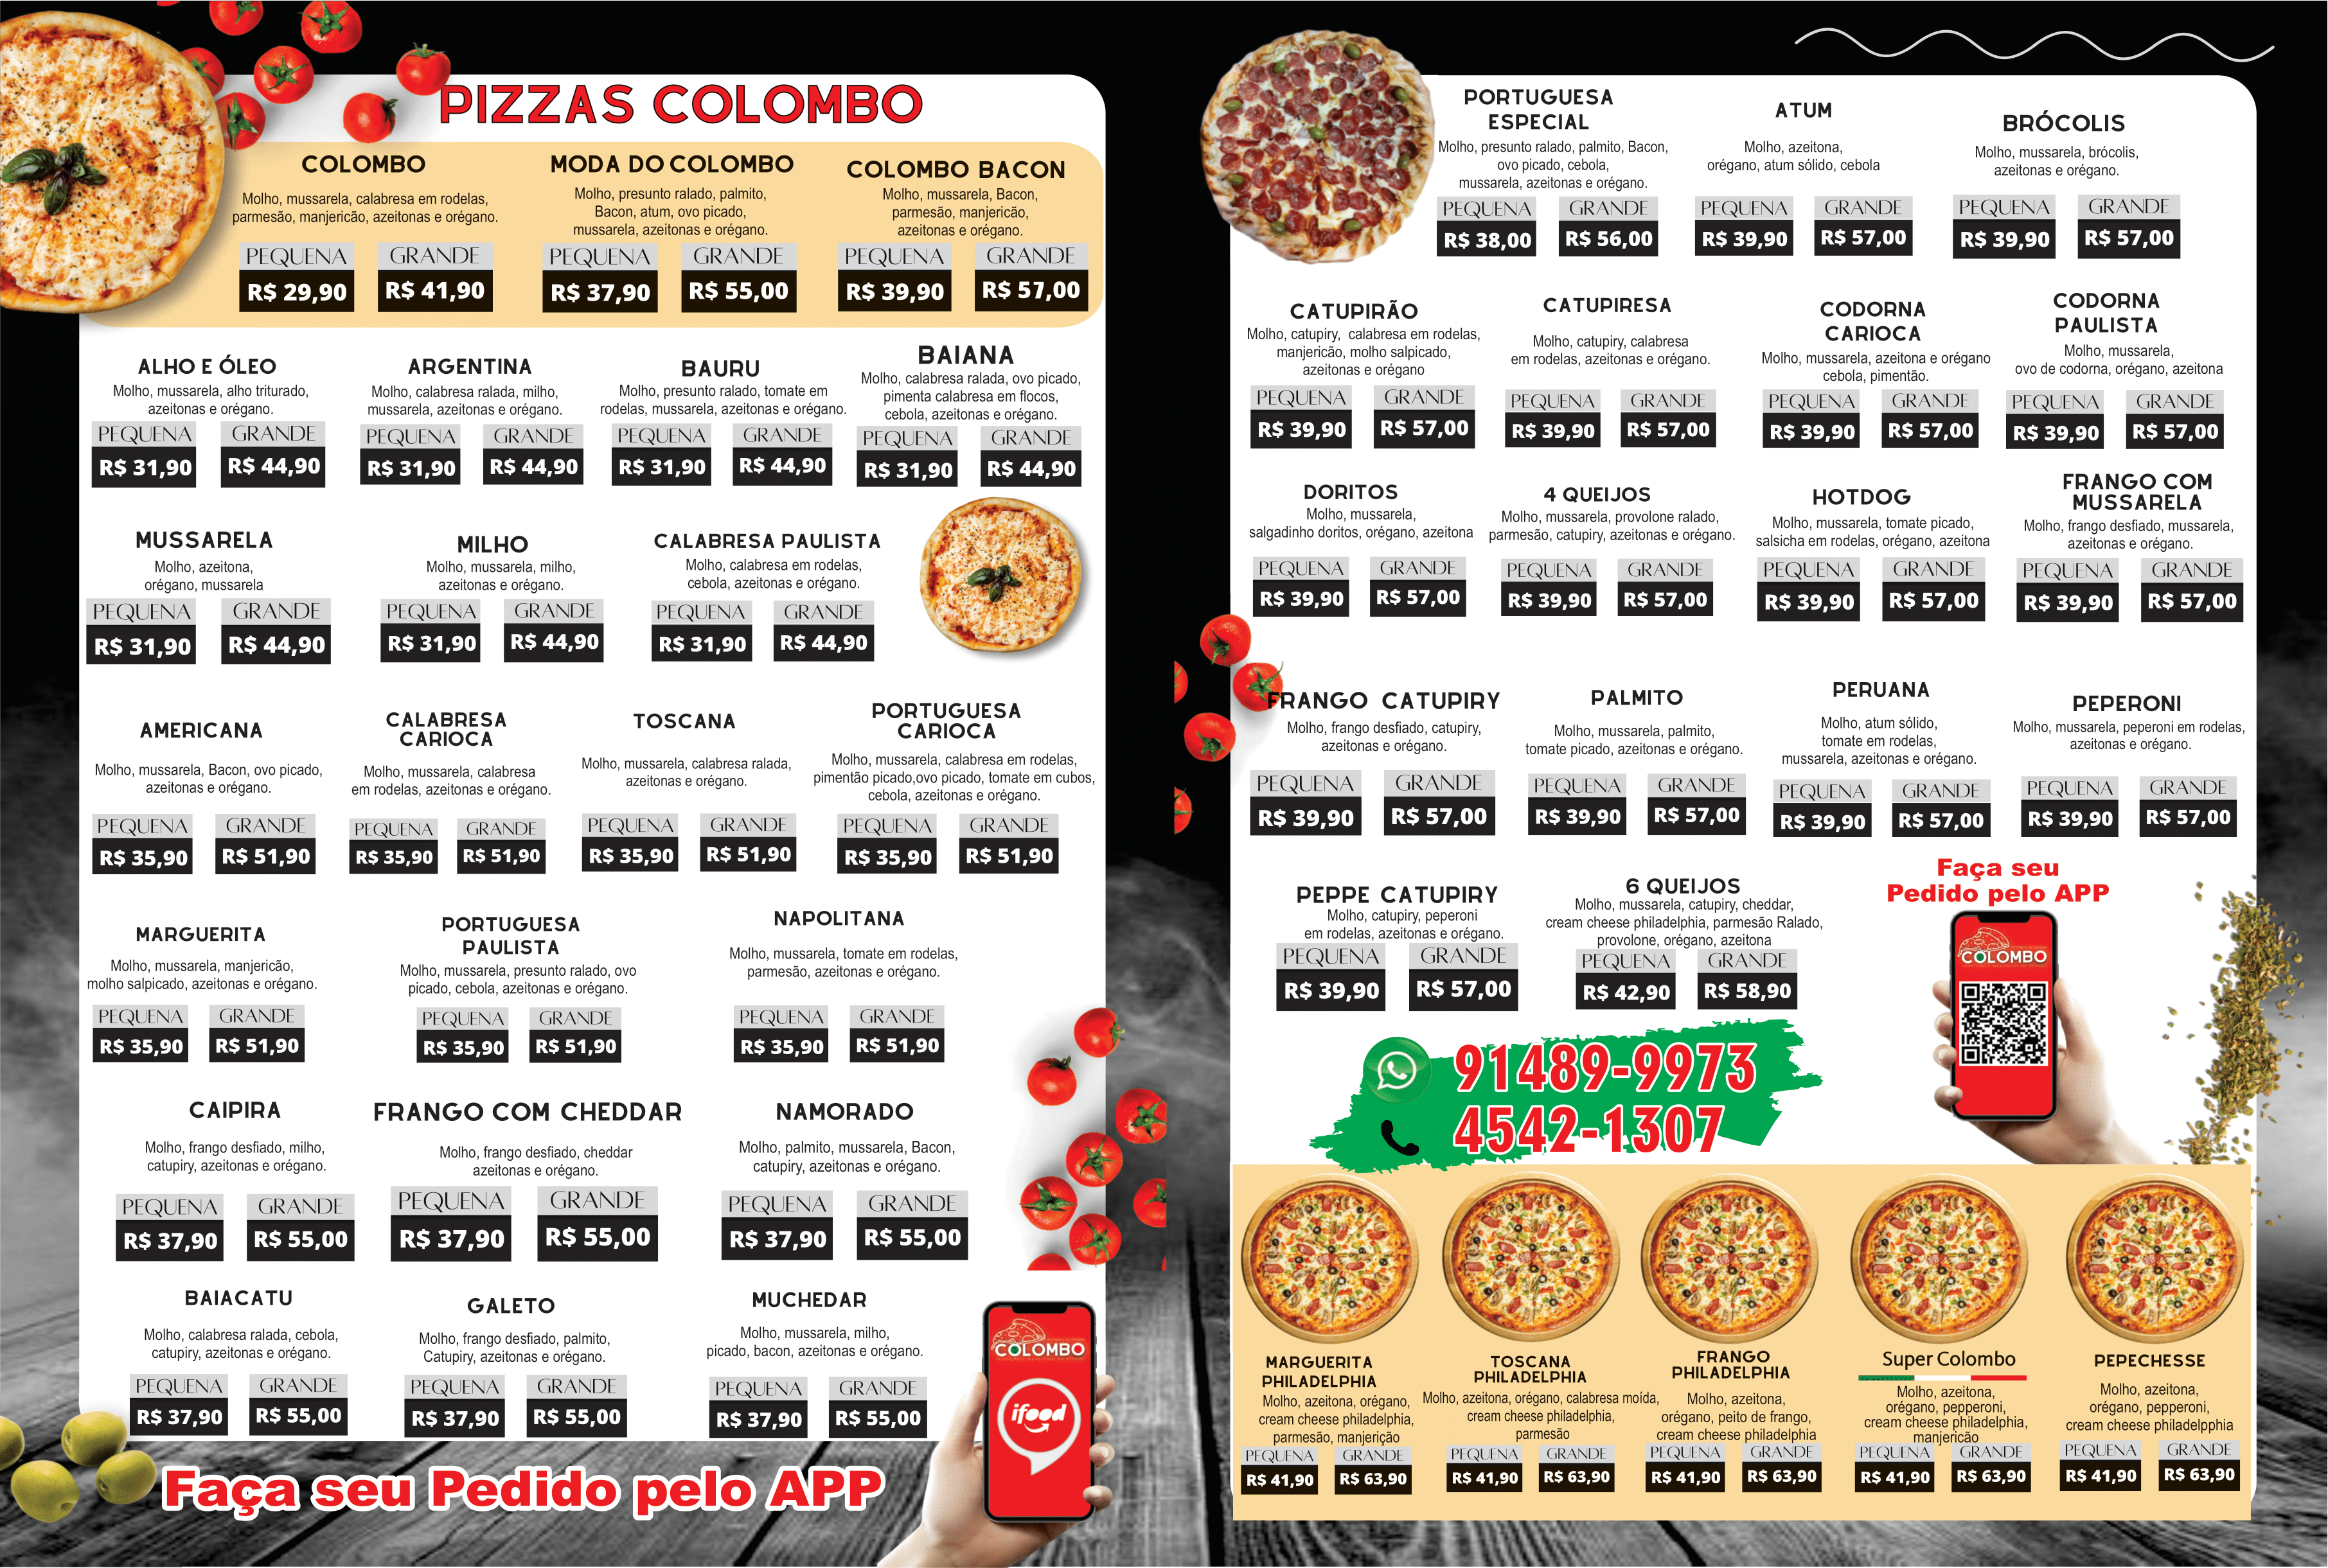 PIZZAS COLOMBO
COLOMBO
Molho, mussarela, calabresa em rodelas,
parmesão, manjericão, azeitonas e orégano.
PEQUENA GRANDE
R$ 29,90 R$ 41,90
MODA DO COLOMBO
Molho, presunto ralado, palmito,
Bacon, atum, ovo picado,
mussarela, azeitonas e orégano.
PEQUENA GRANDE
R$ 37,90 R$ 55,00
COLOMBO BACON
Molho, mussarela, Bacon,
parmesão, manjericão,
azeitonas e orégano.
PEQUENA GRANDE
R$ 39,90 R$ 57,00
ALHO E ÓLEO
Molho, mussarela, alho triturado,
azeitonas e orégano.
PEQUENA GRANDE
R$ 31,90 R$ 44,90
ARGENTINA
Molho, calabresa ralada, milho,
mussarela, azeitonas e orégano.
PEQUENA GRANDE
R$ 31,90 R$ 44,90
BAURU
Molho, presunto ralado, tomate em
rodelas, mussarela, azeitonas e orégano.
PEQUENA GRANDE
R$ 31,90 R$ 44,90
BAIANA
Molho, calabresa ralada, ovo picado,
pimenta calabresa em flocos,
cebola, azeitonas e orégano.
PEQUENA GRANDE
R$ 31,90 R$ 44,90
MUSSARELA
Molho, azeitona,
orégano, mussarela
PEQUENA GRANDE
R$ 31,90 R$ 44,90
MILHO
Molho, mussarela, milho,
azeitonas e orégano.
PEQUENA GRANDE
R$ 31,90 R$ 44,90
CALABRESA PAULISTA
Molho, calabresa em rodelas,
cebola, azeitonas e orégano.
PEQUENA GRANDE
R$ 31,90 R$ 44,90
AMERICANA
Molho, mussarela, Bacon, ovo picado,
azeitonas e orégano.
PEQUENA GRANDE
R$ 35,90 R$ 51,90
CALABRESA
CARIOCA
Molho, mussarela, calabresa
em rodelas, azeitonas e orégano.
PEQUENA GRANDE
R$ 35,90 R$ 51,90
TOSCANA
Molho, mussarela, calabresa ralada,
azeitonas e orégano.
PEQUENA GRANDE
R$ 35,90 R$ 51,90
PORTUGUESA
CARIOCA
Molho, mussarela, calabresa em rodelas,
pimentão picado,ovo picado, tomate em cubos,
cebola, azeitonas e orégano.
PEQUENA GRANDE
R$ 35,90 R$ 51,90
MARGUERITA
Molho, mussarela, manjericão,
molho salpicado, azeitonas e orégano.
PEQUENA GRANDE
R$ 35,90 R$ 51,90
PORTUGUESA
PAULISTA
Molho, mussarela, presunto ralado, ovo
picado, cebola, azeitonas e orégano.
PEQUENA GRANDE
R$ 35,90 R$ 51,90
NAPOLITANA
Molho, mussarela, tomate em rodelas,
parmesão, azeitonas e orégano.
PEQUENA GRANDE
R$ 35,90 R$ 51,90
CAIPIRA
Molho, frango desfiado, milho,
catupiry, azeitonas e orégano.
PEQUENA GRANDE
R$ 37,90 R$ 55,00
FRANGO COM CHEDDAR
Molho, frango desfiado, cheddar
azeitonas e orégano.
PEQUENA GRANDE
R$ 37,90 R$ 55,00
NAMORADO
Molho, palmito, mussarela, Bacon,
catupiry, azeitonas e orégano.
PEQUENA GRANDE
R$ 37,90 R$ 55,00
BAIACATU
Molho, calabresa ralada, cebola,
catupiry, azeitonas e orégano.
PEQUENA GRANDE
R$ 37,90 R$ 55,00
GALETO
Molho, frango desfiado, palmito,
Catupiry, azeitonas e orégano.
PEQUENA GRANDE
R$ 37,90 R$ 55,00
MUCHEDAR
Molho, mussarela, milho,
picado, bacon, azeitonas e orégano.
PEQUENA GRANDE
R$ 37,90 R$ 55,00
COLOMBO
ifood
Faça seu Pedido pelo APP
PORTUGUESA
ESPECIAL
Molho, presunto ralado, palmito, Bacon,
ovo picado, cebola,
mussarela, azeitonas e orégano.
PEQUENA GRANDE
R$ 38,00 R$ 56,00
ATUM
Molho, azeitona,
orégano, atum sólido, cebola
PEQUENA GRANDE
R$ 39,90 R$ 57,00
BRÓCOLIS
Molho, mussarela, brócolis,
azeitonas e orégano.
PEQUENA GRANDE
R$ 39,90 R$ 57,00
CATUPIRÃO
Molho, catupiry, calabresa em rodelas,
manjericão, molho salpicado,
azeitonas e orégano
PEQUENA GRANDE
R$ 39,90 R$ 57,00
CATUPIRESA
Molho, catupiry, calabresa
em rodelas, azeitonas e orégano.
PEQUENA GRANDE
R$ 39,90 R$ 57,00
CODORNA
CARIOCA
Molho, mussarela, azeitona e orégano
cebola, pimentão.
PEQUENA GRANDE
R$ 39,90 R$ 57,00
CODORNA
PAULISTA
Molho, mussarela,
ovo de codorna, orégano, azeitona
PEQUENA GRANDE
R$ 39,90 R$ 57,00
DORITOS
Molho, mussarela,
salgadinho doritos, orégano, azeitona
PEQUENA GRANDE
R$ 39,90 R$ 57,00
4 QUEIJOS
Molho, mussarela, provolone ralado,
parmesão, catupiry, azeitonas e orégano.
PEQUENA GRANDE
R$ 39,90 R$ 57,00
HOTDOG
Molho, mussarela, tomate picado,
salsicha em rodelas, orégano, azeitona
PEQUENA GRANDE
R$ 39,90 R$ 57,00
FRANGO COM
MUSSARELA
Molho, frango desfiado, mussarela,
azeitonas e orégano.
PEQUENA GRANDE
R$ 39,90 R$ 57,00
FRANGO CATUPIRY
Molho, frango desfiado, catupiry,
azeitonas e orégano.
PEQUENA GRANDE
R$ 39,90 R$ 57,00
PALMITO
Molho, mussarela, palmito,
tomate picado, azeitonas e orégano.
PEQUENA GRANDE
R$ 39,90 R$ 57,00
PERUANA
Molho, atum sólido,
tomate em rodelas,
mussarela, azeitonas e orégano.
PEQUENA GRANDE
R$ 39,90 R$ 57,00
PEPERONI
Molho, mussarela, peperoni em rodelas,
azeitonas e orégano.
PEQUENA GRANDE
R$ 39,90 R$ 57,00
PEPPE CATUPIRY
Molho, catupiry, peperoni
em rodelas, azeitonas e orégano.
PEQUENA GRANDE
R$ 39,90 R$ 57,00
6 QUEIJOS
Molho, mussarela, catupiry, cheddar,
cream cheese philadelphia, parmesão Ralado,
provolone, orégano, azeitona
PEQUENA GRANDE
R$ 42,90 R$ 58,90
Faça seu
Pedido pelo APP
COLOMBO
91489-9973
4542-1307
MARGUERITA
PHILADELPHIA
Molho, azeitona, orégano,
cream cheese philadelphia,
parmesão, manjerição
PEQUENA GRANDE
R$ 41,90 R$ 63,90
TOSCANA
PHILADELPHIA
Molho, azeitona, orégano, calabresa moída,
cream cheese philadelphia,
parmesão
PEQUENA GRANDE
R$ 41,90 R$ 63,90
FRANGO
PHILADELPHIA
Molho, azeitona,
orégano, peito de frango,
cream cheese philadelphia
PEQUENA GRANDE
R$ 41,90 R$ 63,90
Super Colombo
Molho, azeitona,
orégano, pepperoni,
cream cheese philadelphia,
manjericão
PEQUENA GRANDE
R$ 41,90 R$ 63,90
PEPECHESSE
Molho, azeitona,
orégano, pepperoni,
cream cheese philadelpphia
PEQUENA GRANDE
R$ 41,90 R$ 63,90